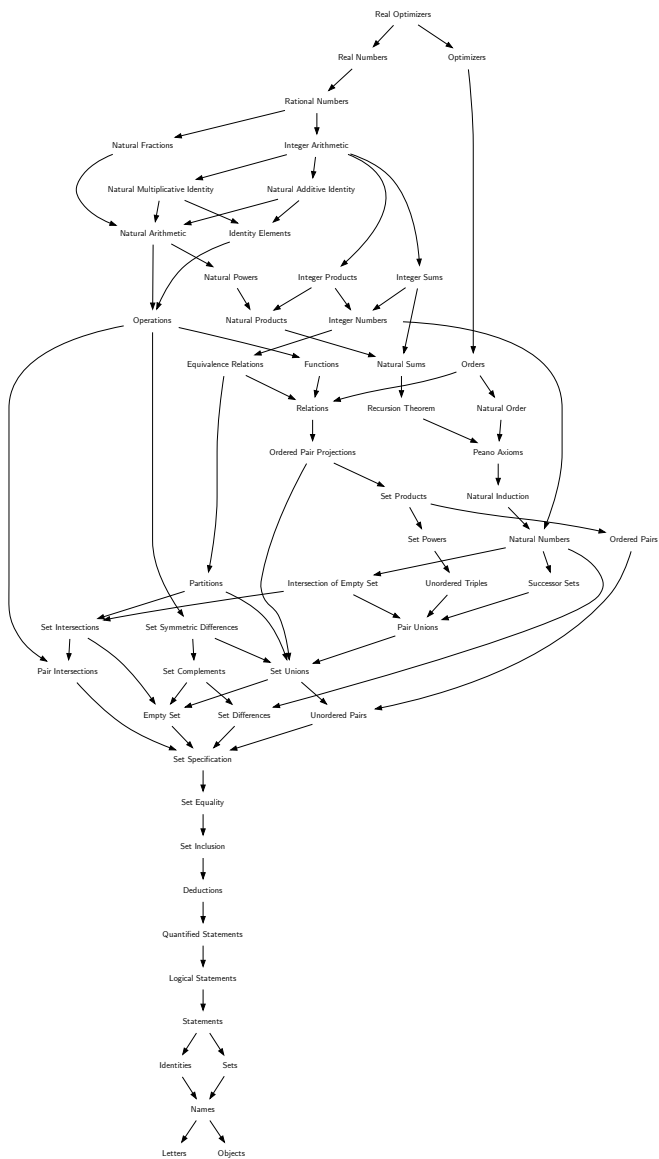 Real Optimizers
Real Numbers Optimizers
Rational Numbers
Natural Fractions Integer Arithmetic
Natural Multiplicative Identity Natural Additive Identity
Natural Arithmetic Identity Elements
Natural Powers Integer Products Integer Sums
Operations Natural Products Integer Numbers
Equivalence Relations Functions Natural Sums Orders
Relations Recursion Theorem Natural Order
Ordered Pair Projections Peano Axioms
Set Products Natural Induction
Set Powers Natural Numbers Ordered Pairs
Partitions Intersection of Empty Set Unordered Triples Successor Sets
Set Intersections Set Symmetric Differences Pair Unions
Pair Intersections Set Complements Set Unions
Empty Set Set Differences Unordered Pairs
Set Specification
Set Equality
Set Inclusion
Deductions
Quantified Statements
Logical Statements
Statements
Identities Sets
Names
Letters Objects